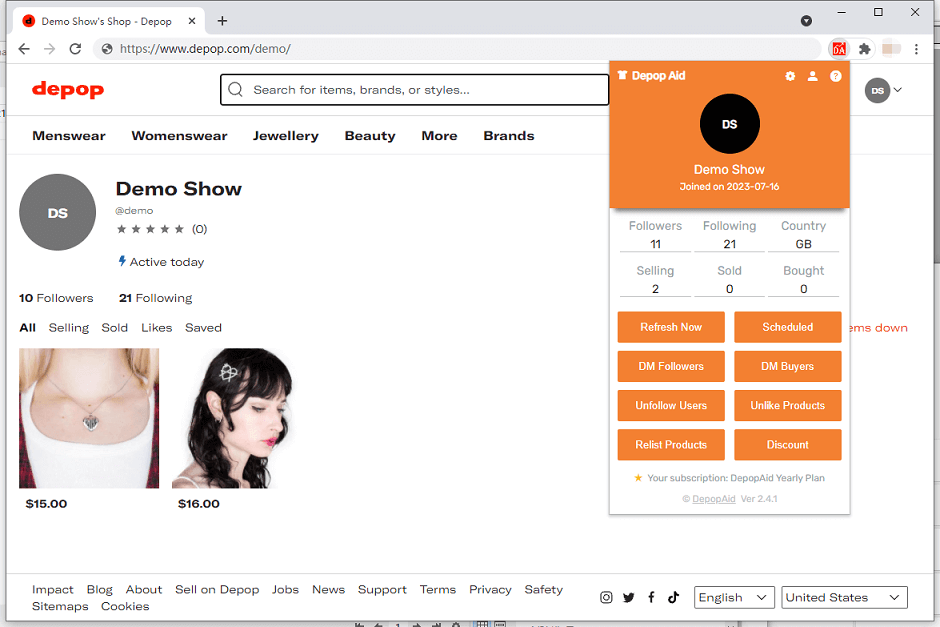 Demo Show's Shop - Depop
https://www.depop.com/demo/
DA
depop
Search for items, brands, or styles...
DS
Menswear Womenswear Jewellery Beauty More Brands
DS
Demo Show
@demo
(0)
Active today
10 Followers 21 Following
All Selling Sold Likes Saved
ems down
$15.00 $16.00
Depop Aid
?
DS
Demo Show
Joined on 2023-07-16
Followers Following Country
11 21 GB
Selling Sold Bought
2 0 0
Refresh Now Scheduled
DM Followers DM Buyers
Unfollow Users Unlike Products
Relist Products Discount
Your subscription: DepopAid Yearly Plan
© DepopAid Ver 2.4.1
Impact Blog About Sell on Depop Jobs News Support Terms Privacy Safety
Sitemaps Cookies
English United States